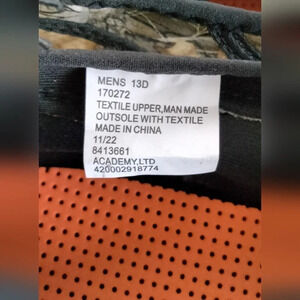 MENS 13D
170272
TEXTILE UPPER,MAN MADE
OUTSOLE WITH TEXTILE
MADE IN CHINA
11/22
8413661
ACADEMY,LTD
420002918774